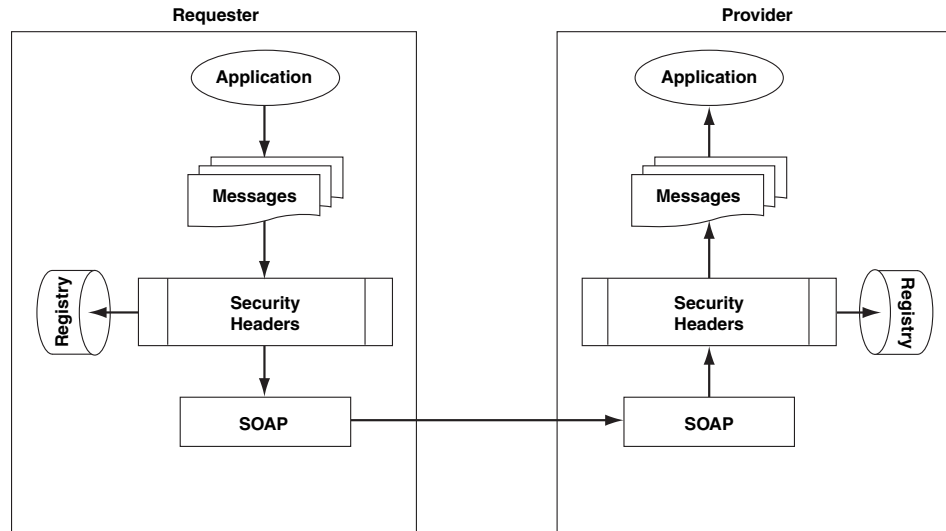 Requester
Provider
Application
Application
Messages
Messages
Registry
Security
Headers
Security
Headers
Registry
SOAP
SOAP